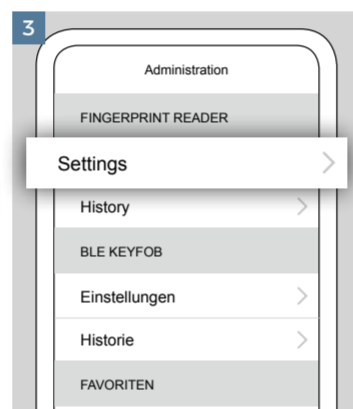 3
Administration
FINGERPRINT READER
Settings
History
BLE KEYFOB
Einstellungen
Historie
FAVORITEN